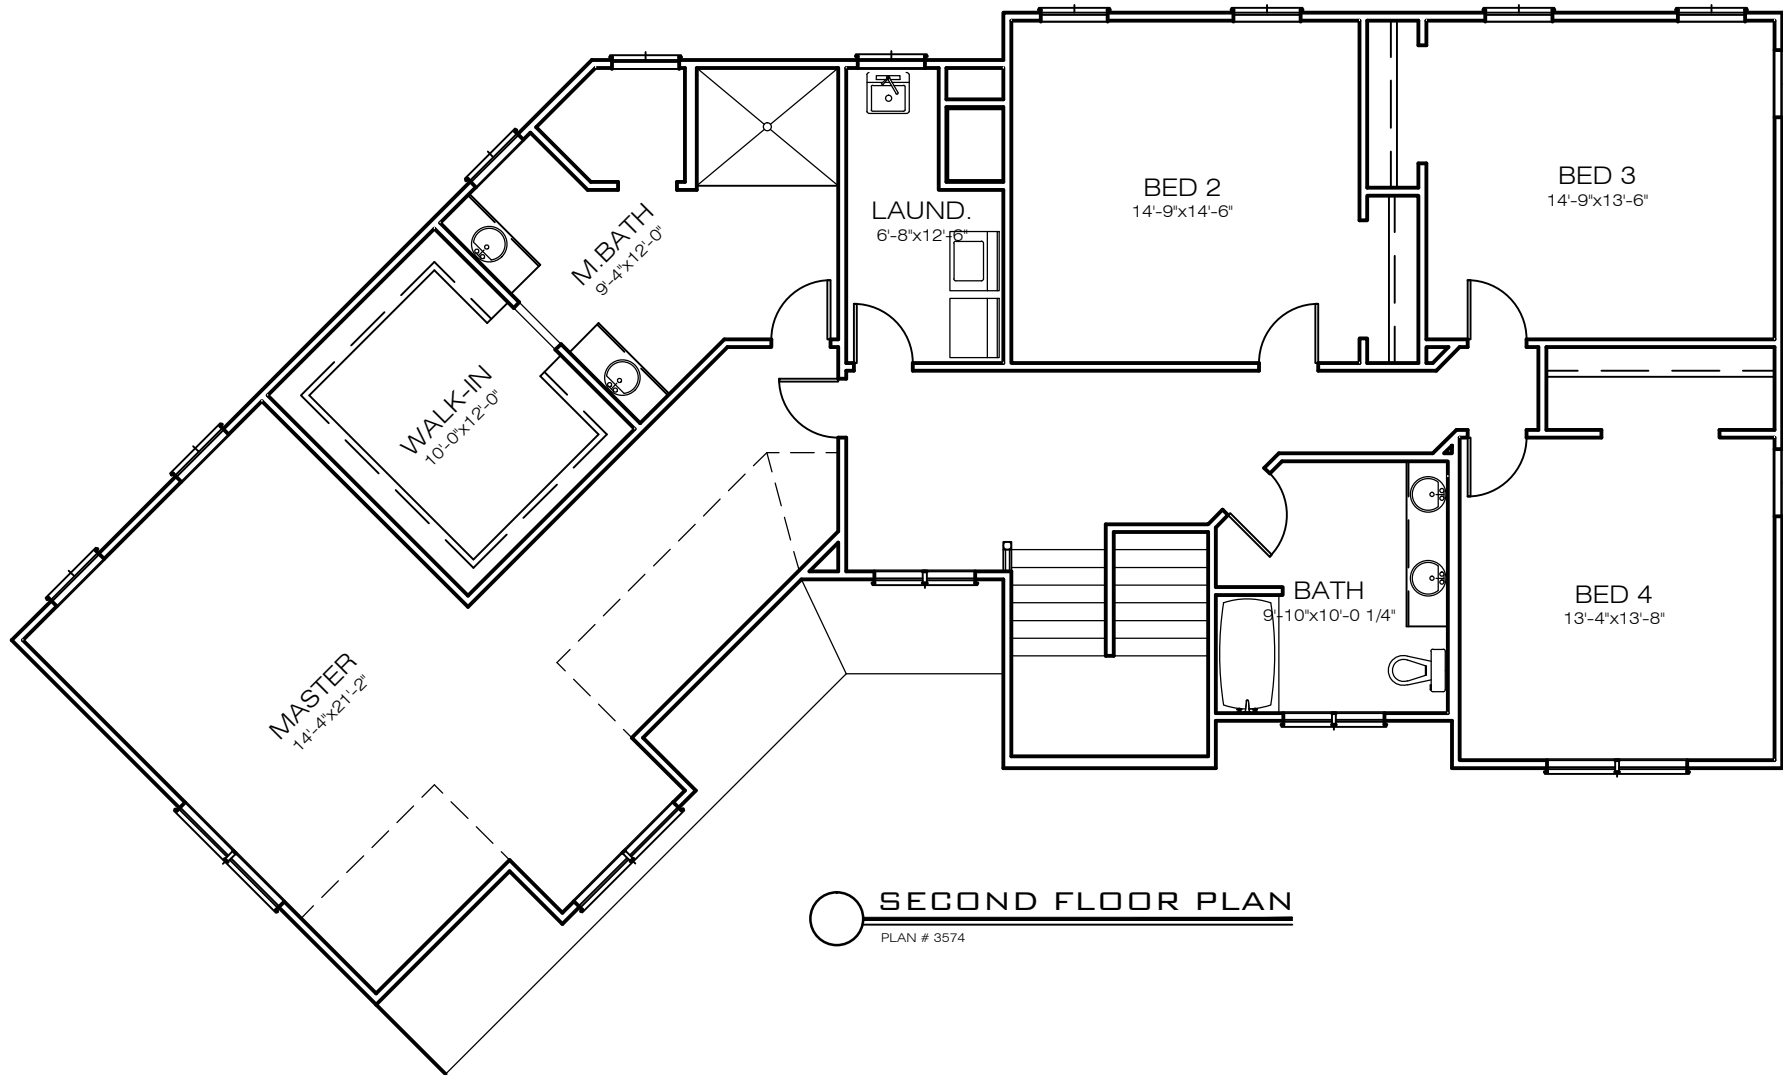 BED 2
14'-9"x14'-6"
BED 3
14'-9"x13'-6"
LAUND.
6'-8"x12'-6"
M.BATH
9'-4"x12'-0"
WALK-IN
10'-0"x12'-0"
MASTER
14'-4"x21'-2"
BATH
9'-10"x10'-0 1/4"
BED 4
13'-4"x13'-8"
SECOND FLOOR PLAN
PLAN # 3574